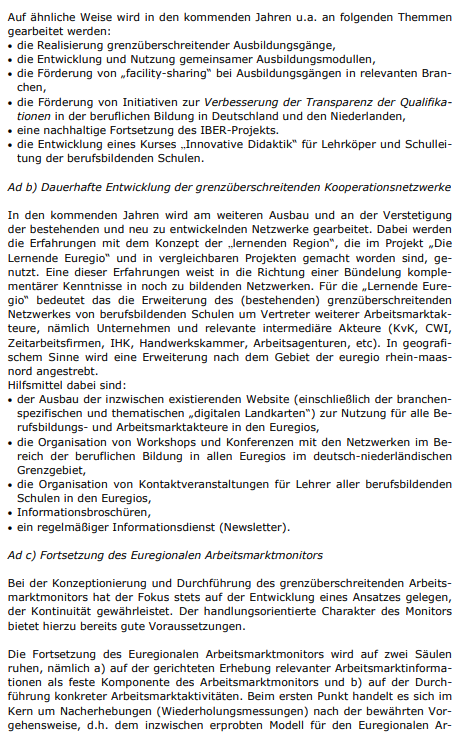 Auf ähnliche Weise wird in den kommenden Jahren u.a. an folgenden Themmen
gearbeitet werden:
• die Realisierung grenzüberschreitender Ausbildungsgänge,
• die Entwicklung und Nutzung gemeinsamer Ausbildungsmodullen,
• die Förderung von „facility-sharing“ bei Ausbildungsgängen in relevanten Bran-
chen,
• die Förderung von Initiativen zur Verbesserung der Transparenz der Qualifika-
tionen in der beruflichen Bildung in Deutschland und den Niederlanden,
• eine nachhaltige Fortsetzung des IBER-Projekts.
• die Entwicklung eines Kurses „Innovative Didaktik“ für Lehrköper und Schullei-
tung der berufsbildenden Schulen.
Ad b) Dauerhafte Entwicklung der grenzüberschreitenden Kooperationsnetzwerke
In den kommenden Jahren wird am weiteren Ausbau und an der Verstetigung
der bestehenden und neu zu entwickelnden Netzwerke gearbeitet. Dabei werden
die Erfahrungen mit dem Konzept der „lernenden Region“, die im Projekt „Die
Lernende Euregio“ und in vergleichbaren Projekten gemacht worden sind, ge-
nutzt. Eine dieser Erfahrungen weist in die Richtung einer Bündelung komple-
mentärer Kenntnisse in noch zu bildenden Netzwerken. Für die „Lernende Eure-
gio“ bedeutet das die Erweiterung des (bestehenden) grenzüberschreitenden
Netzwerkes von berufsbildenden Schulen um Vertreter weiterer Arbeitsmarktak-
teure, nämlich Unternehmen und relevante intermediäre Akteure (KvK, CWI,
Zeitarbeitsfirmen, IHK, Handwerkskammer, Arbeitsagenturen, etc). In geografi-
schem Sinne wird eine Erweiterung nach dem Gebiet der euregio rhein-maas-
nord angestrebt.
Hilfsmittel dabei sind:
• der Ausbau der inzwischen existierenden Website (einschließlich der branchen-
spezifischen und thematischen „digitalen Landkarten“) zur Nutzung für alle Be-
rufsbildungs- und Arbeitsmarktakteure in den Euregios,
• die Organisation von Workshops und Konferenzen mit den Netzwerken im Be-
reich der beruflichen Bildung in allen Euregios im deutsch-niederländischen
Grenzgebiet,
• die Organisation von Kontaktveranstaltungen für Lehrer aller berufsbildenden
Schulen in den Euregios,
• Informationsbroschüren,
• ein regelmäßiger Informationsdienst (Newsletter).
Ad c) Fortsetzung des Euregionalen Arbeitsmarktmonitors
Bei der Konzeptionierung und Durchführung des grenzüberschreitenden Arbeits-
marktmonitors hat der Fokus stets auf der Entwicklung eines Ansatzes gelegen,
der Kontinuität gewährleistet. Der handlungsorientierte Charakter des Monitors
bietet hierzu bereits gute Voraussetzungen.
Die Fortsetzung des Euregionalen Arbeitsmarktmonitors wird auf zwei Säulen
ruhen, nämlich a) auf der gerichteten Erhebung relevanter Arbeitsmarktinforma-
tionen als feste Komponente des Arbeitsmarktmonitors und b) auf der Durch-
führung konkreter Arbeitsmarktaktivitäten. Beim ersten Punkt handelt es sich im
Kern um Nacherhebungen (Wiederholungsmessungen) nach der bewährten Vor-
gehensweise, d.h. dem inzwischen erprobten Modell für den Euregionalen Ar-